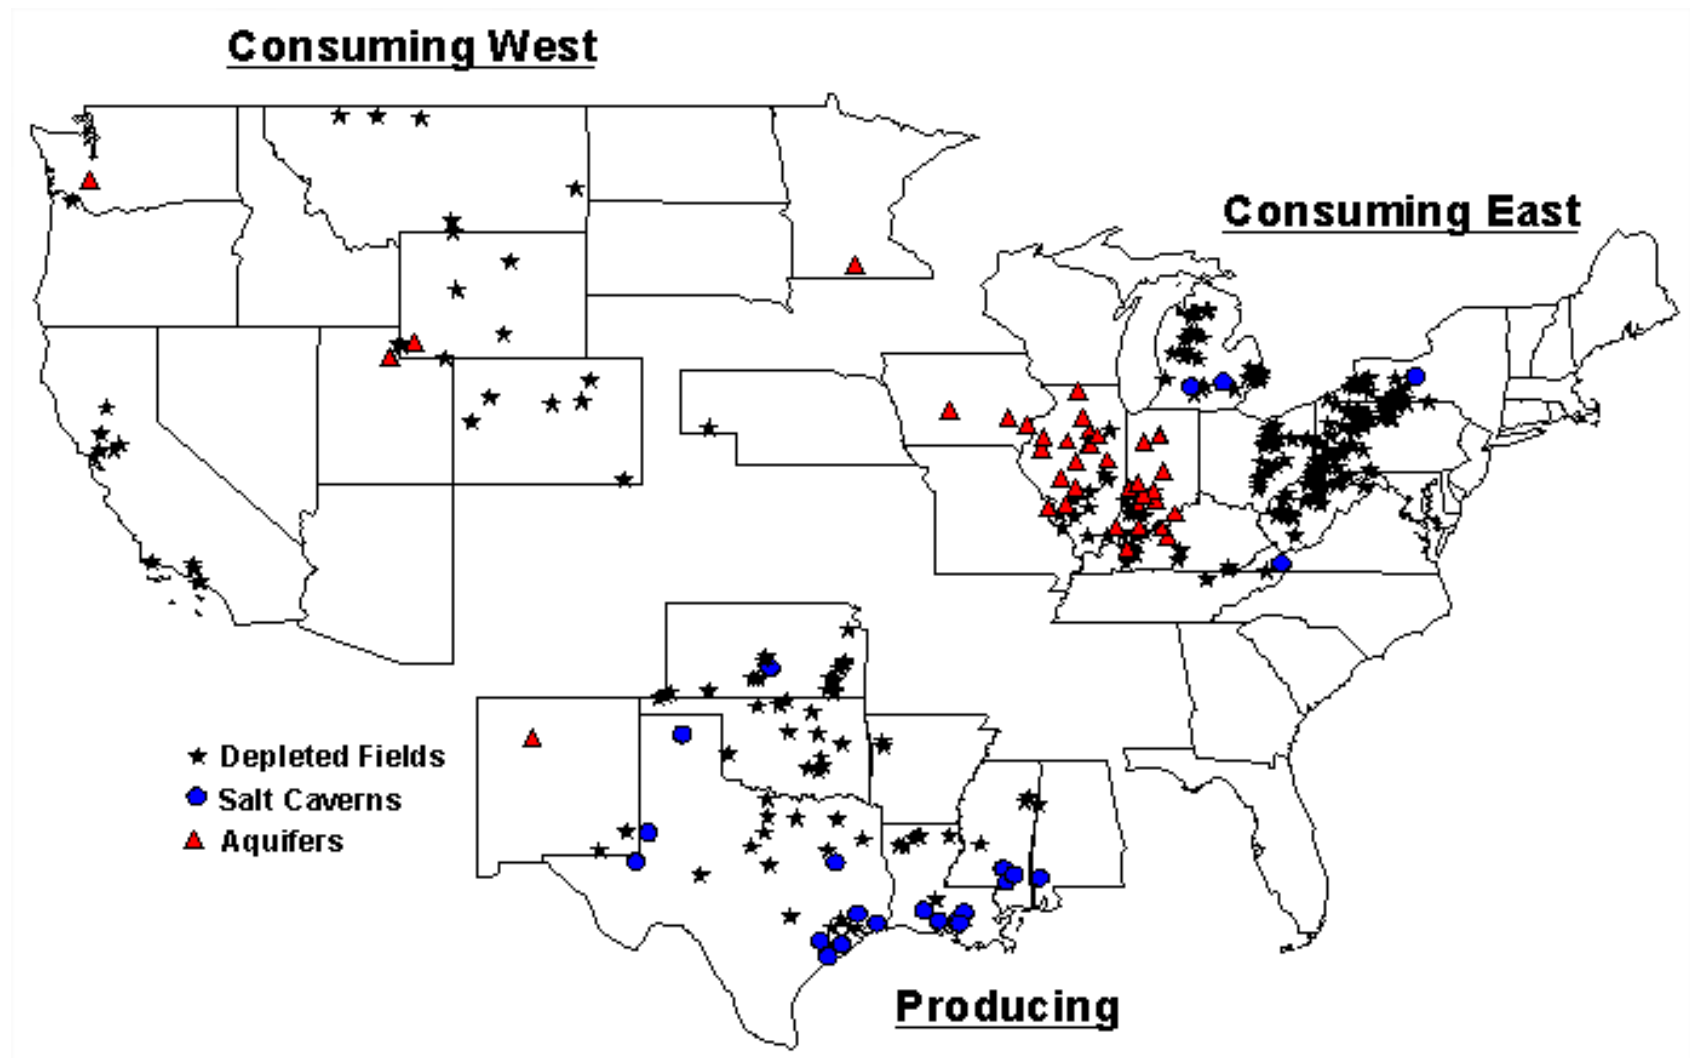 Consuming West
Consuming East
Depleted Fields
Salt Caverns
Aquifers
Producing